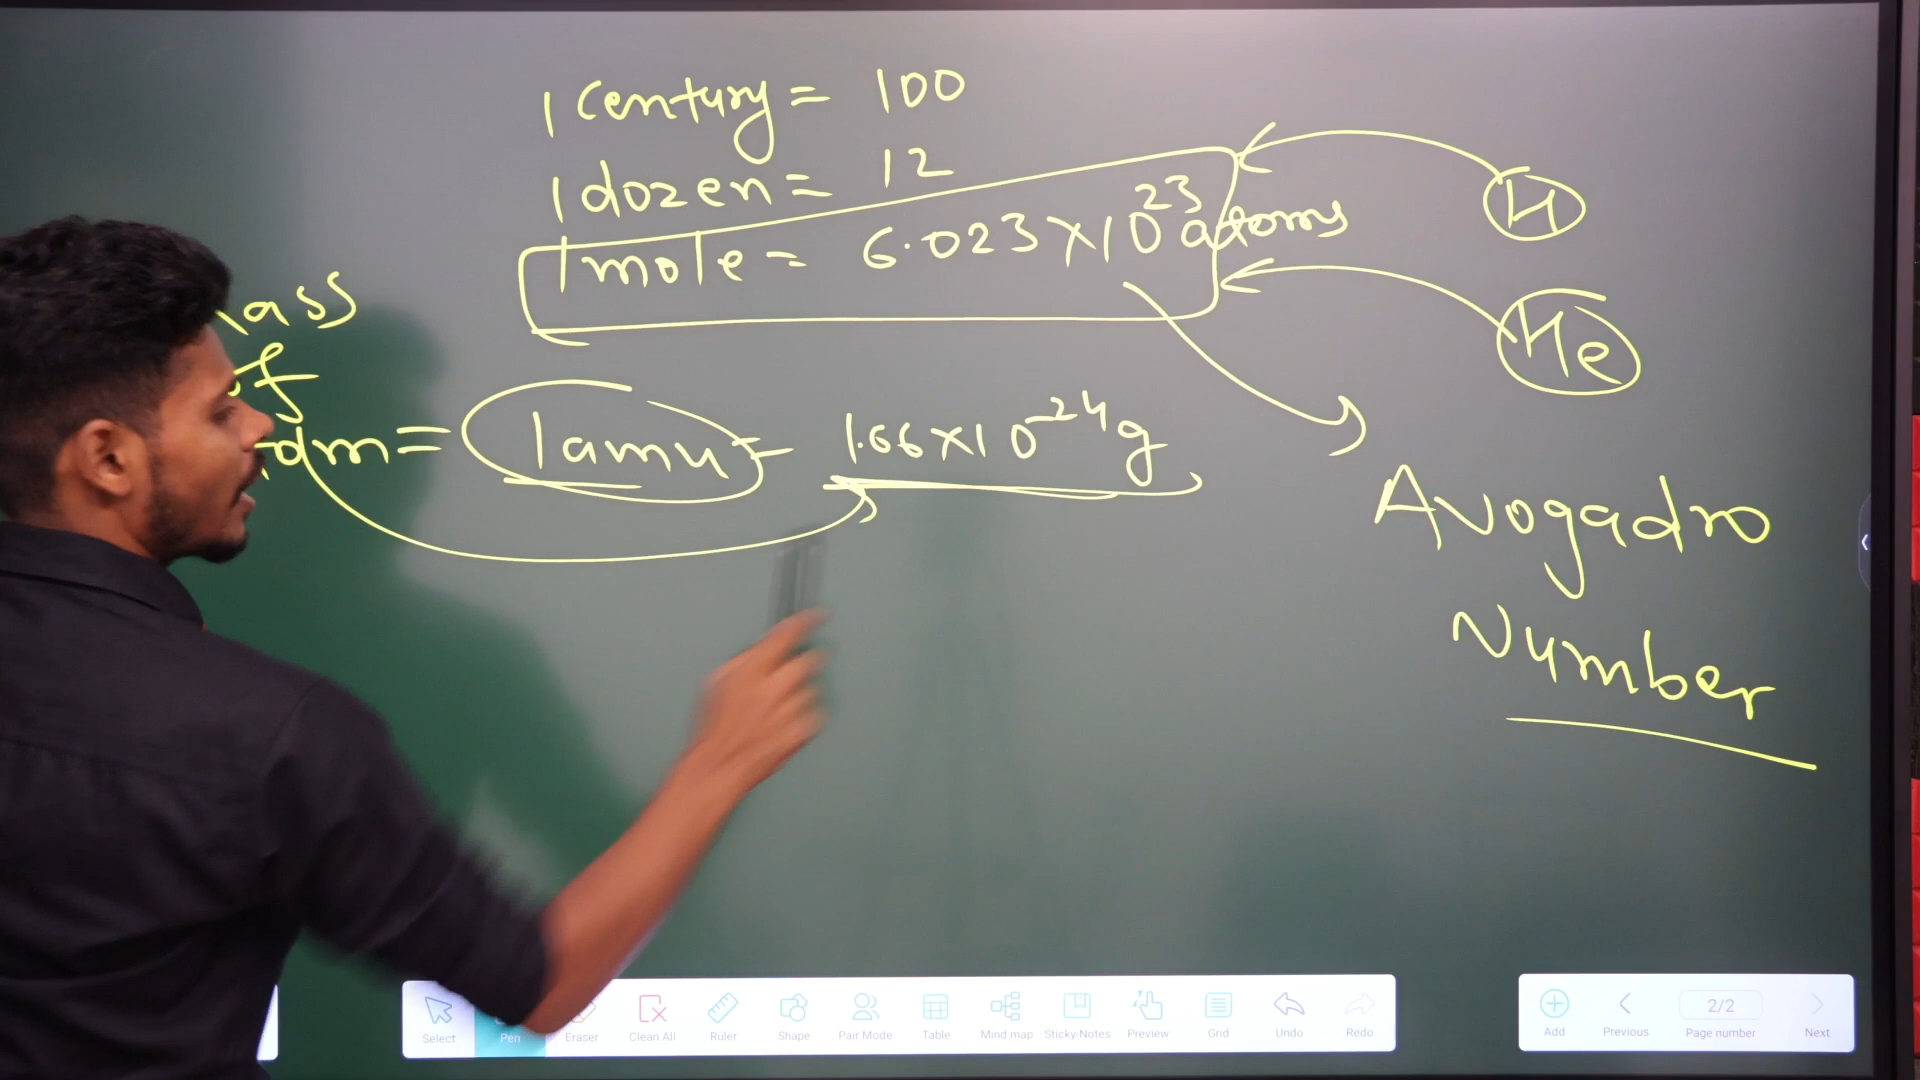 1 century = 100
1 dozen = 12
1 mole = 6.023 × 10²³ atoms
H
He
of
= 1 amu = 1.66 × 10⁻²⁴ g
Avogadro
Number
Select
Pen
Eraser
Clean All
Ruler
Shape
Pair Mode
Table
Mind map
Sticky-Notes
Preview
Grid
Undo
Redo
Add
Previous
2/2
Page number
Next